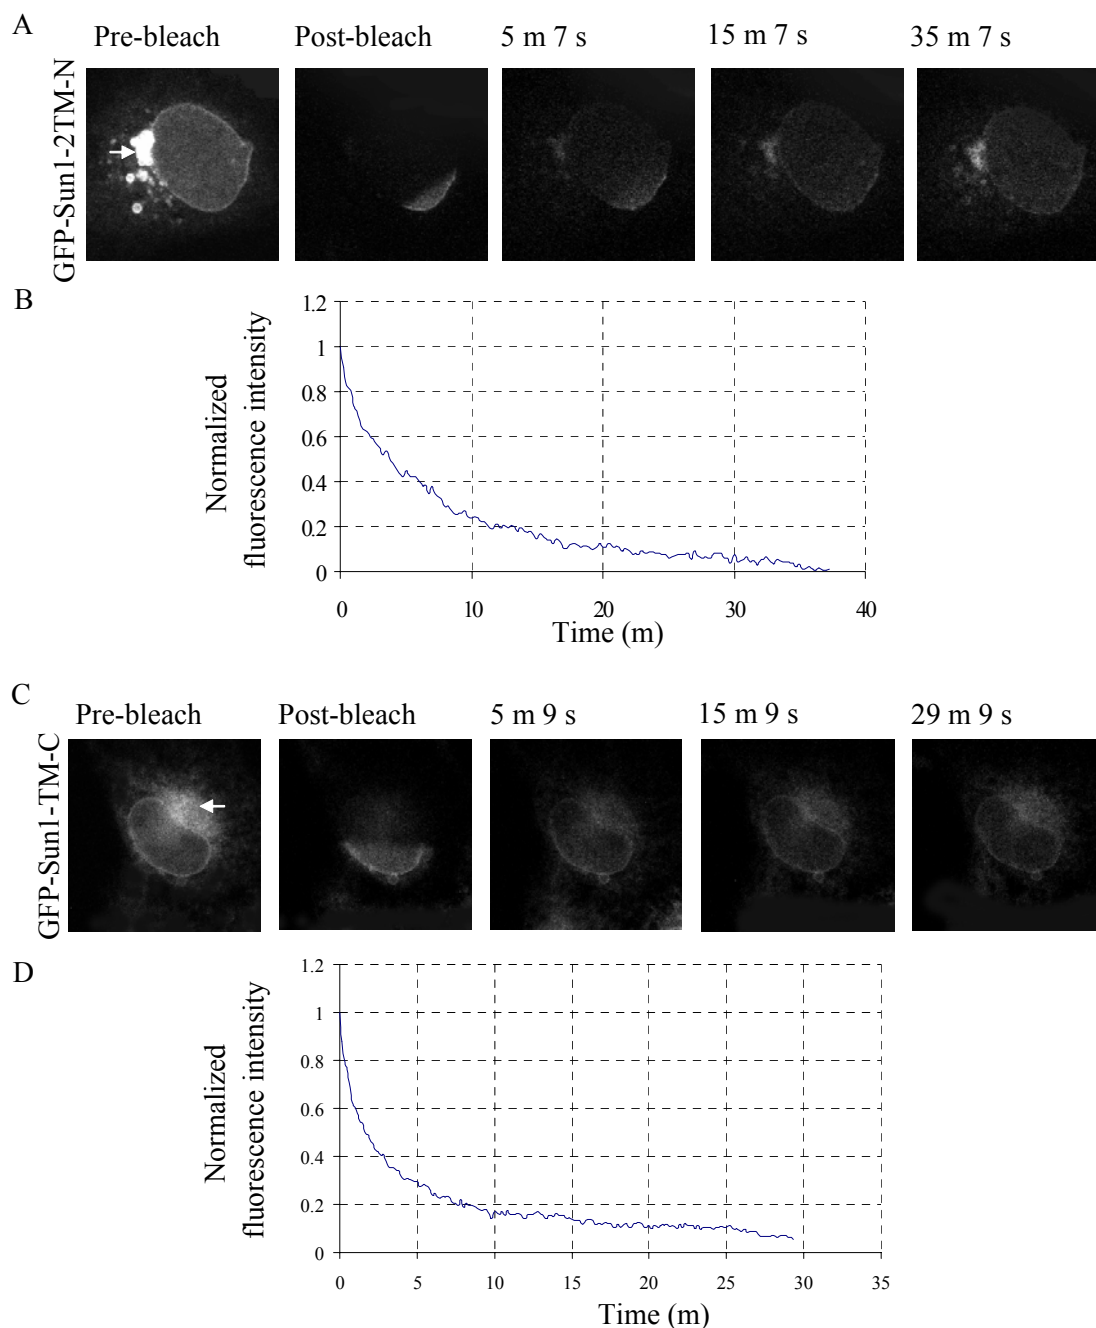 A
Pre-bleach Post-bleach 5 m 7 s 15 m 7 s 35 m 7 s
GFP-Sun1-2TM-N
B
Normalized
fluorescence intensity
1.2
1
0.8
0.6
0.4
0.2
0
0 10 20 30 40
Time (m)
C
Pre-bleach Post-bleach 5 m 9 s 15 m 9 s 29 m 9 s
GFP-Sun1-TM-C
D
Normalized
fluorescence intensity
1.2
1
0.8
0.6
0.4
0.2
0
0 5 10 15 20 25 30 35
Time (m)